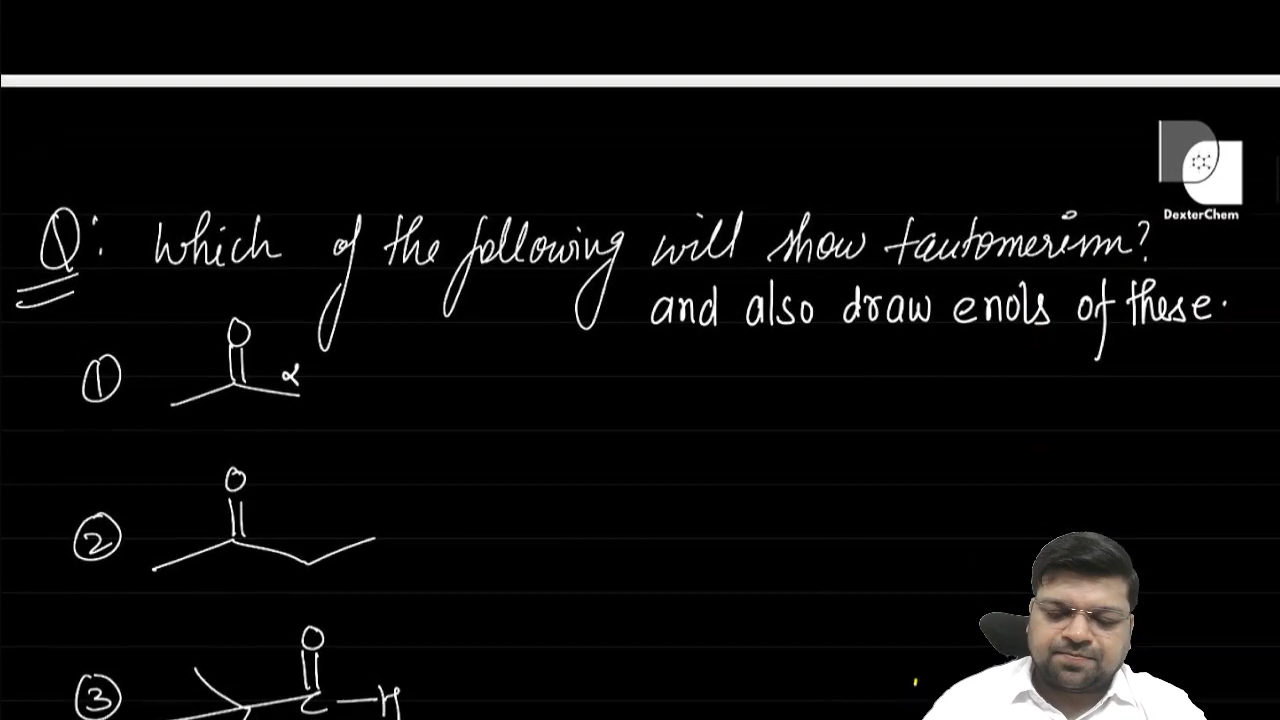 DexterChem
Q: Which of the following will show tautomerism?
and also draw enols of these.
① O α
② O
③ O C — H